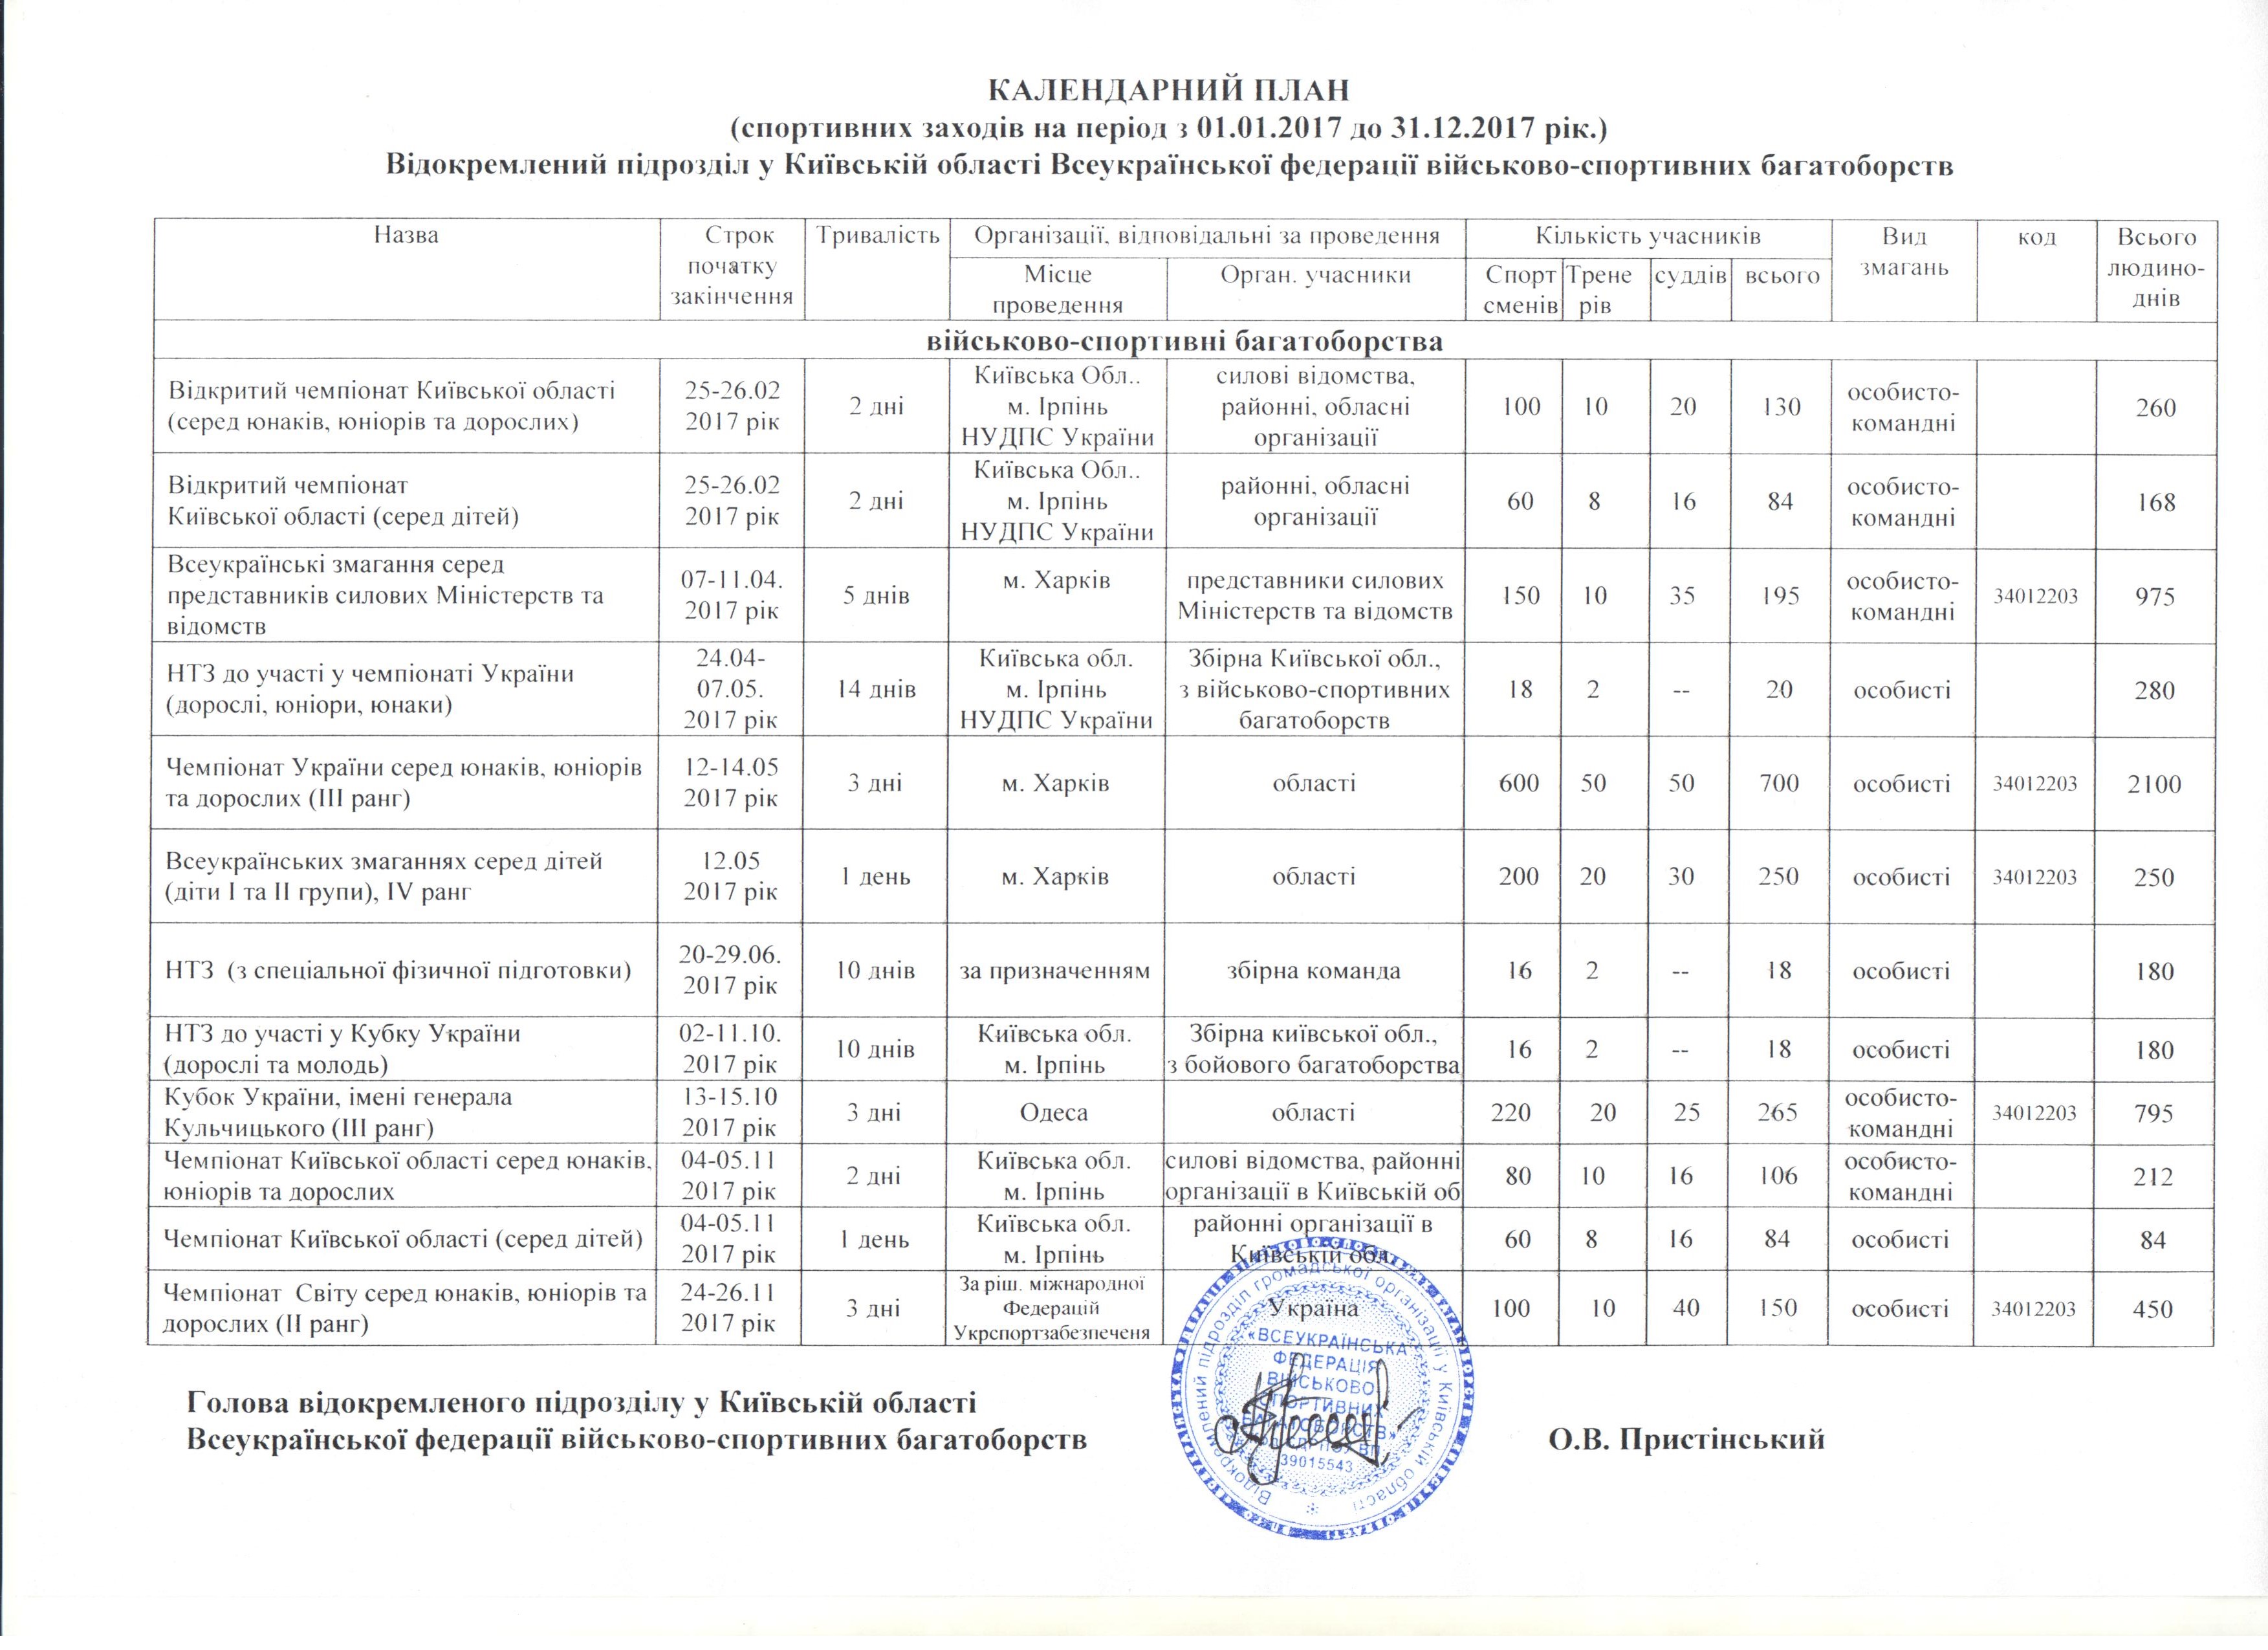 КАЛЕНДАРНИЙ ПЛАН
(спортивних заходів на період з 01.01.2017 до 31.12.2017 рік.)
Відокремлений підрозділ у Київській області Всеукраїнської федерації військово-спортивних багатоборств
Назва
Строк
початку
закінчення
Тривалість
Організації, відповідальні за проведення
Місце
проведення
Орган. учасники
Кількість учасників
Спорт
сменів
Трене
рів
суддів
всього
Вид
змагань
код
Всього
людино-
днів
військово-спортивні багатоборства
Відкритий чемпіонат Київської області
(серед юнаків, юніорів та дорослих)
25-26.02
2017 рік
2 дні
Київська Обл..
м. Ірпінь
НУДПС України
силові відомства,
районні, обласні
організації
100
10
20
130
особисто-
командні
260
Відкритий чемпіонат
Київської області (серед дітей)
25-26.02
2017 рік
2 дні
Київська Обл..
м. Ірпінь
НУДПС України
районні, обласні
організації
60
8
16
84
особисто-
командні
168
Всеукраїнські змагання серед
представників силових Міністерств та
відомств
07-11.04.
2017 рік
5 днів
м. Харків
представники силових
Міністерств та відомств
150
10
35
195
особисто-
командні
34012203
975
НТЗ до участі у чемпіонаті України
(дорослі, юніори, юнаки)
24.04-
07.05.
2017 рік
14 днів
Київська обл.
м. Ірпінь
НУДПС України
Збірна Київської обл.,
з військово-спортивних
багатоборств
18
2
--
20
особисті
280
Чемпіонат України серед юнаків, юніорів
та дорослих (ІІІ ранг)
12-14.05
2017 рік
3 дні
м. Харків
області
600
50
50
700
особисті
34012203
2100
Всеукраїнських змаганнях серед дітей
(діти І та ІІ групи), IV ранг
12.05
2017 рік
1 день
м. Харків
області
200
20
30
250
особисті
34012203
250
НТЗ (з спеціальної фізичної підготовки)
20-29.06.
2017 рік
10 днів
за призначенням
збірна команда
16
2
--
18
особисті
180
НТЗ до участі у Кубку України
(дорослі та молодь)
02-11.10.
2017 рік
10 днів
Київська обл.
м. Ірпінь
Збірна київської обл.,
з бойового багатоборства
16
2
--
18
особисті
180
Кубок України, імені генерала
Кульчицького (ІІІ ранг)
13-15.10
2017 рік
3 дні
Одеса
області
220
20
25
265
особисто-
командні
34012203
795
Чемпіонат Київської області серед юнаків,
юніорів та дорослих
04-05.11
2017 рік
2 дні
Київська обл.
м. Ірпінь
силові відомства, районні
організації в Київській об
80
10
16
106
особисто-
командні
212
Чемпіонат Київської області (серед дітей)
04-05.11
2017 рік
1 день
Київська обл.
м. Ірпінь
районні організації в
Київській обл.
60
8
16
84
особисті
84
Чемпіонат Світу серед юнаків, юніорів та
дорослих (ІІ ранг)
24-26.11
2017 рік
3 дні
За ріш. міжнародної
Федерацій
Укрспортзабезпеченя
Україна
100
10
40
150
особисті
34012203
450
Голова відокремленого підрозділу у Київській області
Всеукраїнської федерації військово-спортивних багатоборств
О.В. Пристінський
Відокремлений підрозділ громадської організації у Київській області
«ВСЕУКРАЇНСЬКА
ФЕДЕРАЦІЯ
ВІЙСЬКОВО
СПОРТИВНИХ
БАГАТОБОРСТВ»
39015543